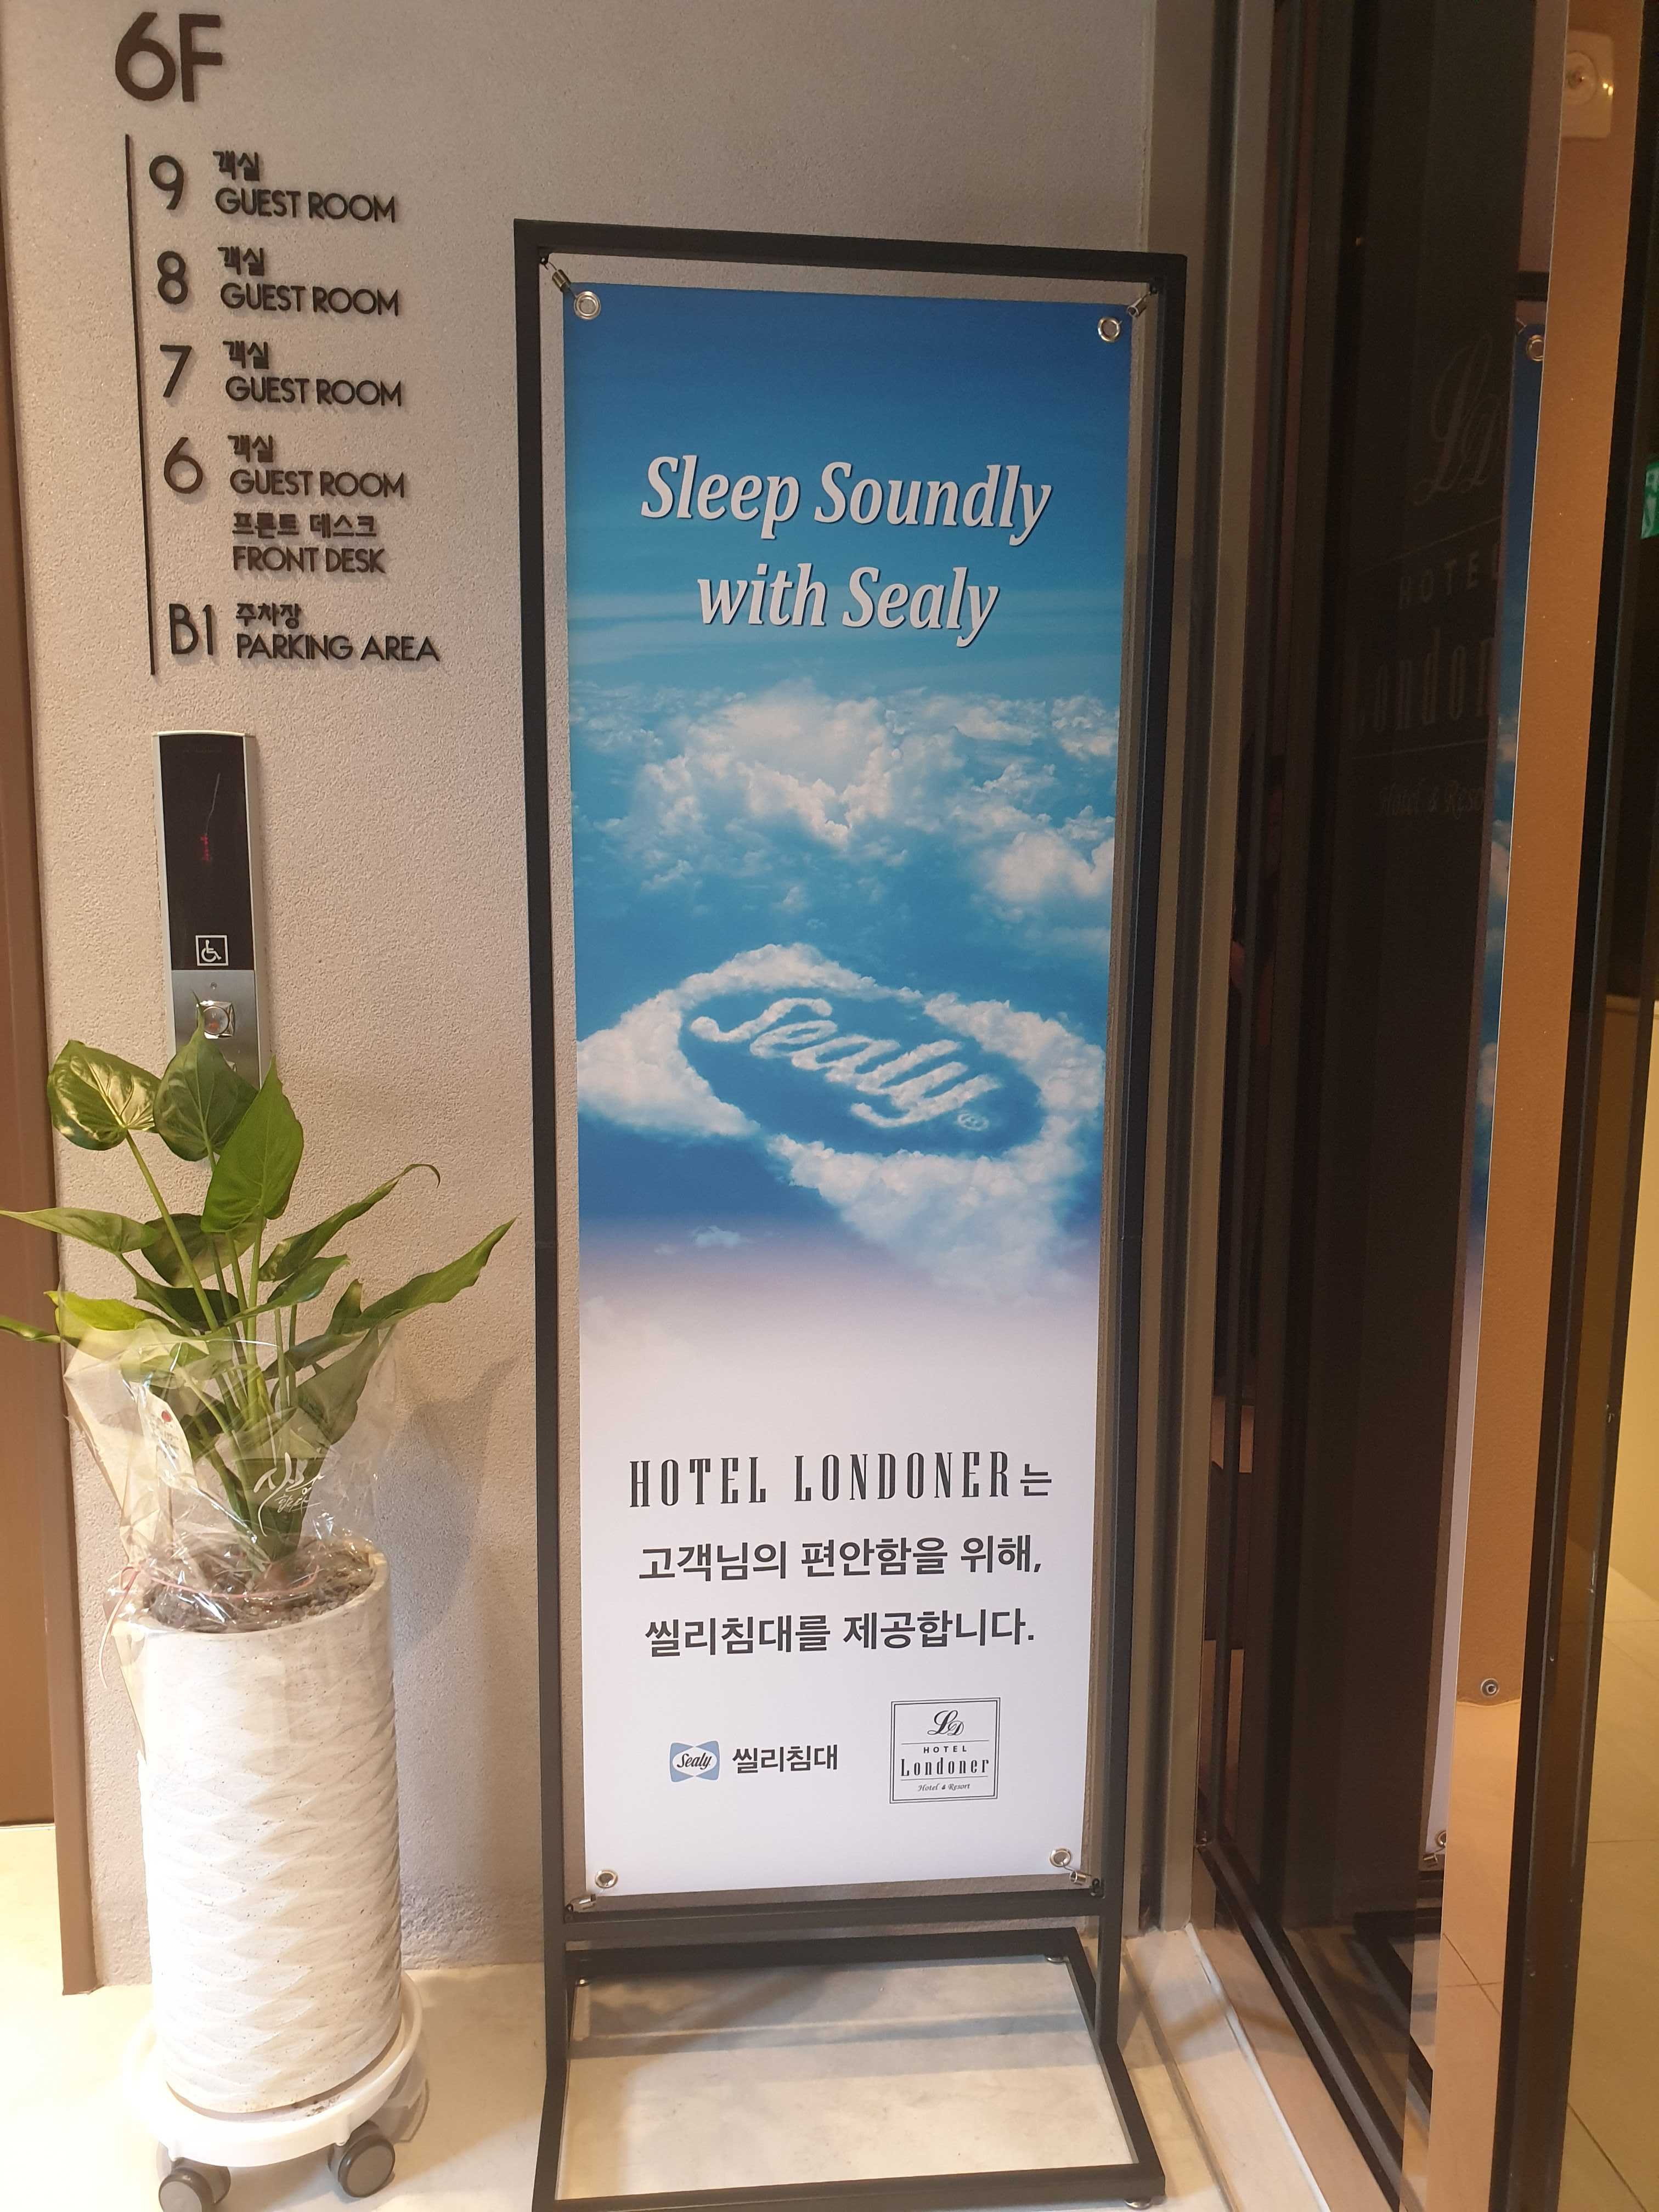 6F
9 객실
GUEST ROOM
8 객실
GUEST ROOM
7 객실
GUEST ROOM
6 객실
GUEST ROOM
프론트 데스크
FRONT DESK
B1 주차장
PARKING AREA
Sleep Soundly
with Sealy
Sealy®
HOTEL LONDONER는
고객님의 편안함을 위해,
씰리침대를 제공합니다.
Sealy 씰리침대
LD
HOTEL
Londoner
Hotel & Resort
LD
HOTEL